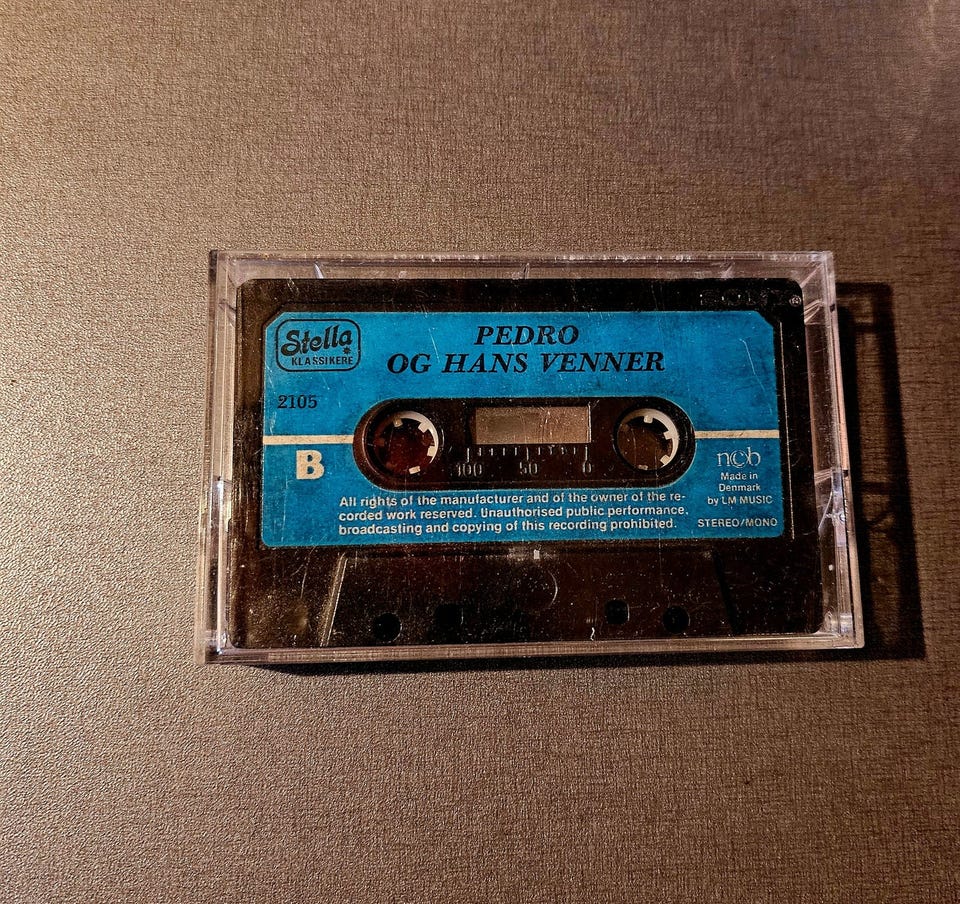 Stella
KLASSIKERE
PEDRO
OG HANS VENNER
2105
B
100 50 0
ncb
Made in
Denmark
by LM MUSIC
All rights of the manufacturer and of the owner of the re-
corded work reserved. Unauthorised public performance,
broadcasting and copying of this recording prohibited.
STEREO/MONO